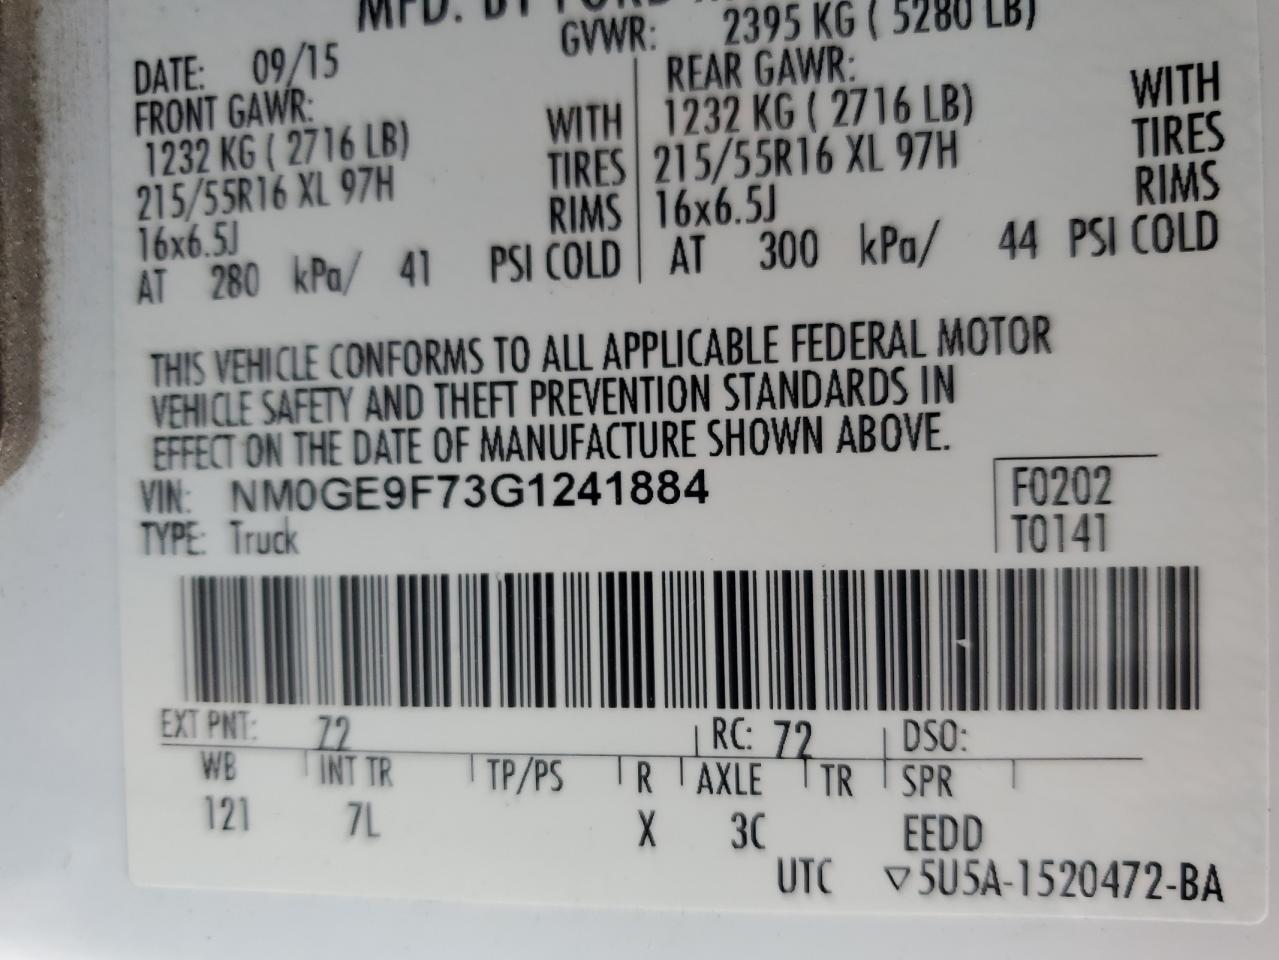 MFD. BY FORD
GVWR: 2395 KG ( 5280 LB)
DATE: 09/15
FRONT GAWR: REAR GAWR:
1232 KG ( 2716 LB) WITH 1232 KG ( 2716 LB) WITH
215/55R16 XL 97H TIRES 215/55R16 XL 97H TIRES
16x6.5J RIMS 16x6.5J RIMS
AT 280 kPa/ 41 PSI COLD AT 300 kPa/ 44 PSI COLD
THIS VEHICLE CONFORMS TO ALL APPLICABLE FEDERAL MOTOR
VEHICLE SAFETY AND THEFT PREVENTION STANDARDS IN
EFFECT ON THE DATE OF MANUFACTURE SHOWN ABOVE.
VIN: NM0GE9F73G1241884 F0202
TYPE: Truck T0141
EXT PNT: 72 RC: 72 DSO:
WB INT TR TP/PS R AXLE TR SPR
121 7L X 3C EEDD
UTC ▽5U5A-1520472-BA